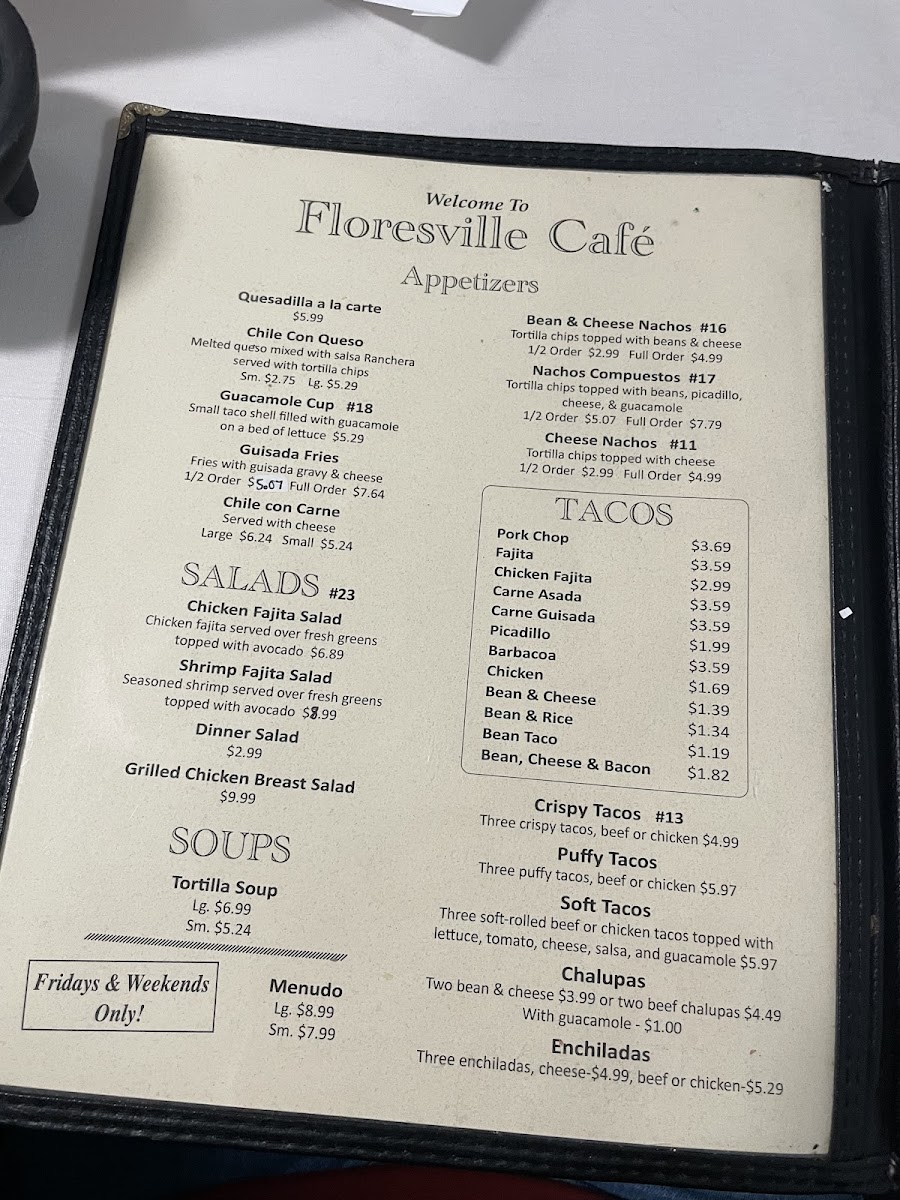 Welcome To
Floresville Café
Appetizers
Quesadilla a la carte
$5.99
Chile Con Queso
Melted queso mixed with salsa Ranchera
served with tortilla chips
Sm. $2.75 Lg. $5.29
Guacamole Cup #18
Small taco shell filled with guacamole
on a bed of lettuce $5.29
Guisada Fries
Fries with guisada gravy & cheese
1/2 Order $5.07 Full Order $7.64
Chile con Carne
Served with cheese
Large $6.24 Small $5.24
SALADS #23
Chicken Fajita Salad
Chicken fajita served over fresh greens
topped with avocado $6.89
Shrimp Fajita Salad
Seasoned shrimp served over fresh greens
topped with avocado $8.99
Dinner Salad
$2.99
Grilled Chicken Breast Salad
$9.99
SOUPS
Tortilla Soup
Lg. $6.99
Sm. $5.24
Fridays & Weekends
Only!
Menudo
Lg. $8.99
Sm. $7.99
Bean & Cheese Nachos #16
Tortilla chips topped with beans & cheese
1/2 Order $2.99 Full Order $4.99
Nachos Compuestos #17
Tortilla chips topped with beans, picadillo,
cheese, & guacamole
1/2 Order $5.07 Full Order $7.79
Cheese Nachos #11
Tortilla chips topped with cheese
1/2 Order $2.99 Full Order $4.99
TACOS
Pork Chop $3.69
Fajita $3.59
Chicken Fajita $2.99
Carne Asada $3.59
Carne Guisada $3.59
Picadillo $1.99
Barbacoa $3.59
Chicken $1.69
Bean & Cheese $1.39
Bean & Rice $1.34
Bean Taco $1.19
Bean, Cheese & Bacon $1.82
Crispy Tacos #13
Three crispy tacos, beef or chicken $4.99
Puffy Tacos
Three puffy tacos, beef or chicken $5.97
Soft Tacos
Three soft-rolled beef or chicken tacos topped with
lettuce, tomato, cheese, salsa, and guacamole $5.97
Chalupas
Two bean & cheese $3.99 or two beef chalupas $4.49
With guacamole - $1.00
Enchiladas
Three enchiladas, cheese-$4.99, beef or chicken-$5.29